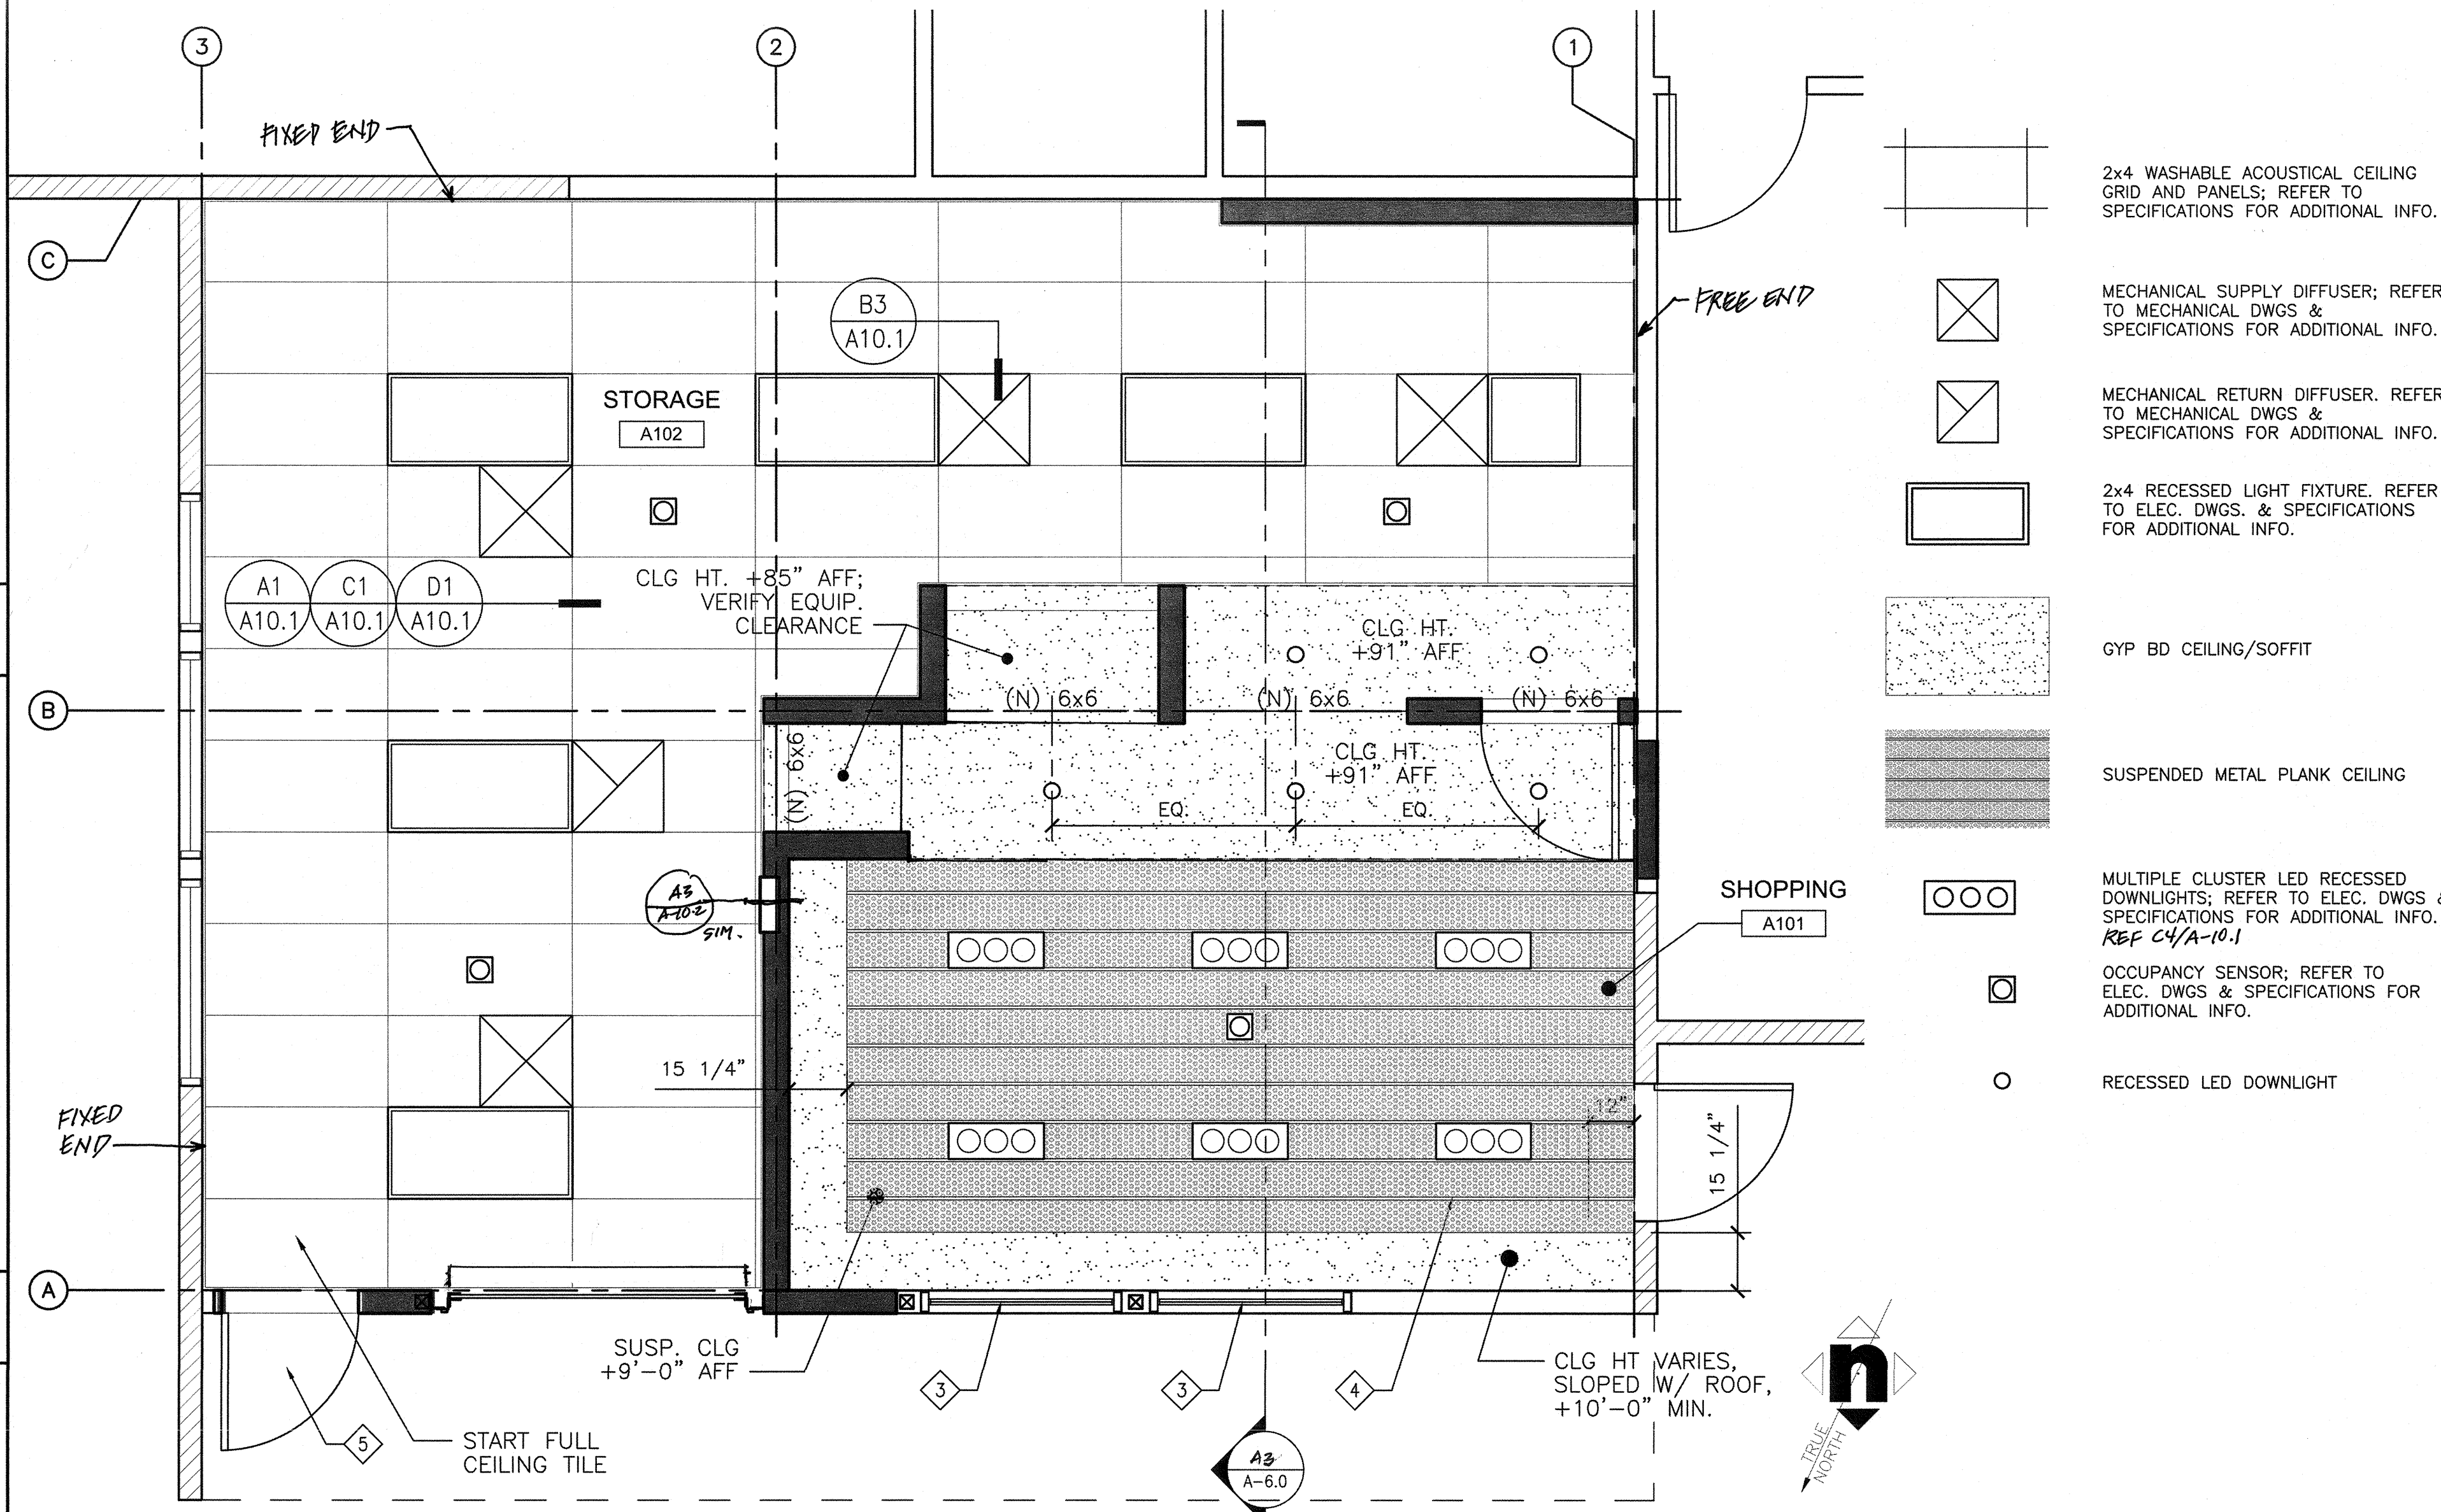 3
2
1
FIXED END
C
B3
A10.1
FREE END
STORAGE
A102
A1
A10.1
C1
A10.1
D1
A10.1
CLG HT. +85" AFF;
VERIFY EQUIP.
CLEARANCE
CLG HT.
+91" AFF
(N) 6x6
(N) 6x6
(N) 6x6
B
(N) 6x6
CLG HT.
+91" AFF
EQ.
EQ.
A3
A-10.2
SIM.
SHOPPING
A101
15 1/4"
12"
15 1/4"
FIXED
END
A
SUSP. CLG
+9'-0" AFF
3
3
4
5
CLG HT VARIES,
SLOPED W/ ROOF,
+10'-0" MIN.
START FULL
CEILING TILE
A3
A-6.0
n
TRUE
NORTH
2x4 WASHABLE ACOUSTICAL CEILING
GRID AND PANELS; REFER TO
SPECIFICATIONS FOR ADDITIONAL INFO.
MECHANICAL SUPPLY DIFFUSER; REFER
TO MECHANICAL DWGS &
SPECIFICATIONS FOR ADDITIONAL INFO.
MECHANICAL RETURN DIFFUSER. REFER
TO MECHANICAL DWGS &
SPECIFICATIONS FOR ADDITIONAL INFO.
2x4 RECESSED LIGHT FIXTURE. REFER
TO ELEC. DWGS. & SPECIFICATIONS
FOR ADDITIONAL INFO.
GYP BD CEILING/SOFFIT
SUSPENDED METAL PLANK CEILING
MULTIPLE CLUSTER LED RECESSED
DOWNLIGHTS; REFER TO ELEC. DWGS &
SPECIFICATIONS FOR ADDITIONAL INFO.
REF C4/A-10.1
OCCUPANCY SENSOR; REFER TO
ELEC. DWGS & SPECIFICATIONS FOR
ADDITIONAL INFO.
RECESSED LED DOWNLIGHT